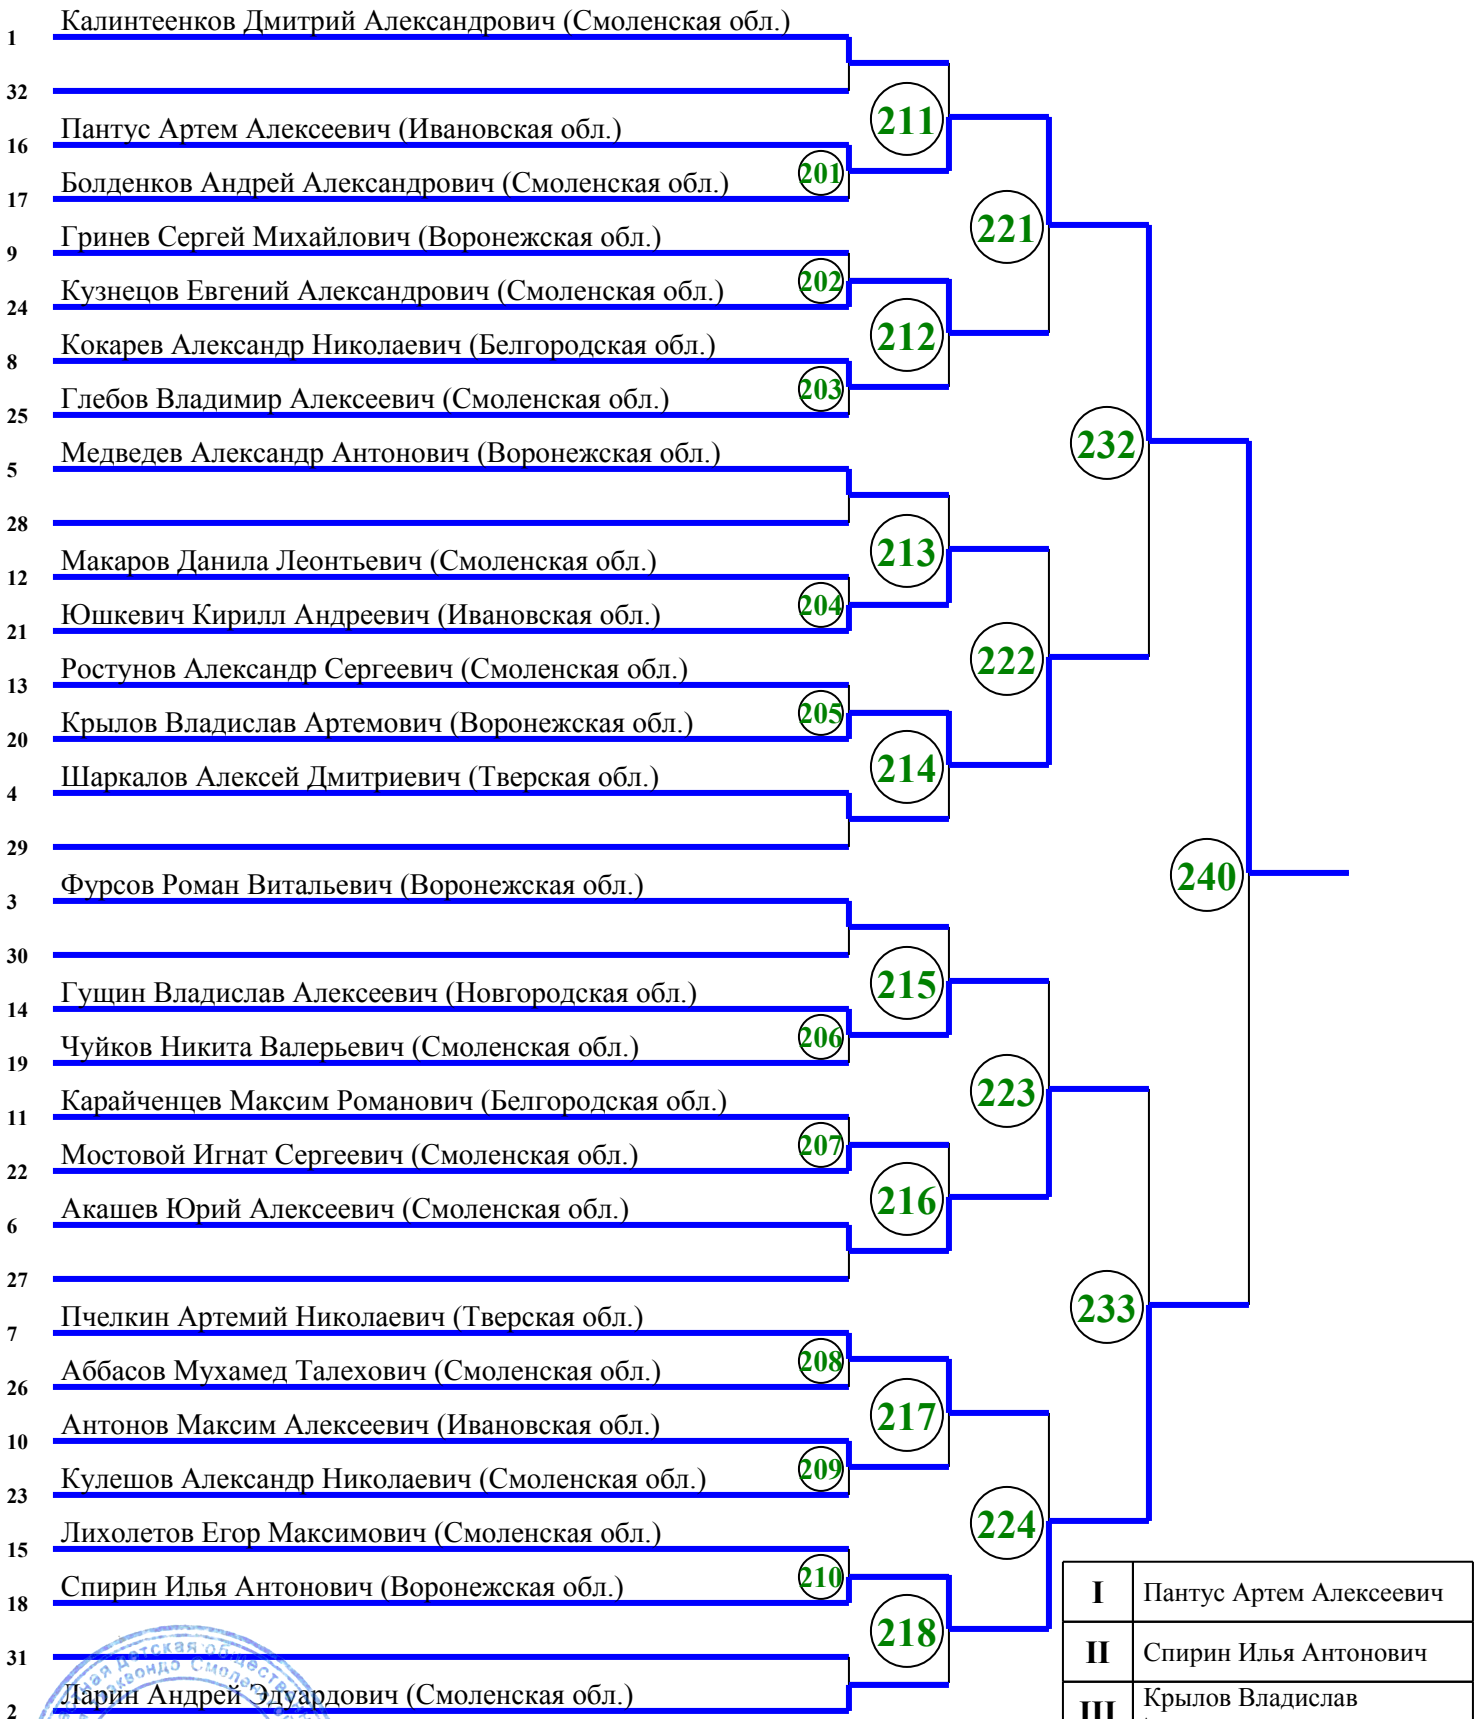 Калинтеенков Дмитрий Александрович (Смоленская обл.)
1
32
211
Пантус Артем Алексеевич (Ивановская обл.)
16
201
Болденков Андрей Александрович (Смоленская обл.)
17
221
Гринев Сергей Михайлович (Воронежская обл.)
9
202
Кузнецов Евгений Александрович (Смоленская обл.)
24
212
Кокарев Александр Николаевич (Белгородская обл.)
8
203
Глебов Владимир Алексеевич (Смоленская обл.)
25
232
Медведев Александр Антонович (Воронежская обл.)
5
28
213
Макаров Данила Леонтьевич (Смоленская обл.)
12
204
Юшкевич Кирилл Андреевич (Ивановская обл.)
21
222
Ростунов Александр Сергеевич (Смоленская обл.)
13
205
Крылов Владислав Артемович (Воронежская обл.)
20
214
Шаркалов Алексей Дмитриевич (Тверская обл.)
4
29
240
Фурсов Роман Витальевич (Воронежская обл.)
3
30
215
Гущин Владислав Алексеевич (Новгородская обл.)
14
206
Чуйков Никита Валерьевич (Смоленская обл.)
19
223
Карайченцев Максим Романович (Белгородская обл.)
11
207
Мостовой Игнат Сергеевич (Смоленская обл.)
22
216
Акашев Юрий Алексеевич (Смоленская обл.)
6
27
233
Пчелкин Артемий Николаевич (Тверская обл.)
7
208
Аббасов Мухамед Талехович (Смоленская обл.)
26
217
Антонов Максим Алексеевич (Ивановская обл.)
10
209
Кулешов Александр Николаевич (Смоленская обл.)
23
224
Лихолетов Егор Максимович (Смоленская обл.)
15
210
Спирин Илья Антонович (Воронежская обл.)
18
218
31
Ларин Андрей Эдуардович (Смоленская обл.)
2
I Пантус Артем Алексеевич
II Спирин Илья Антонович
III Крылов Владислав